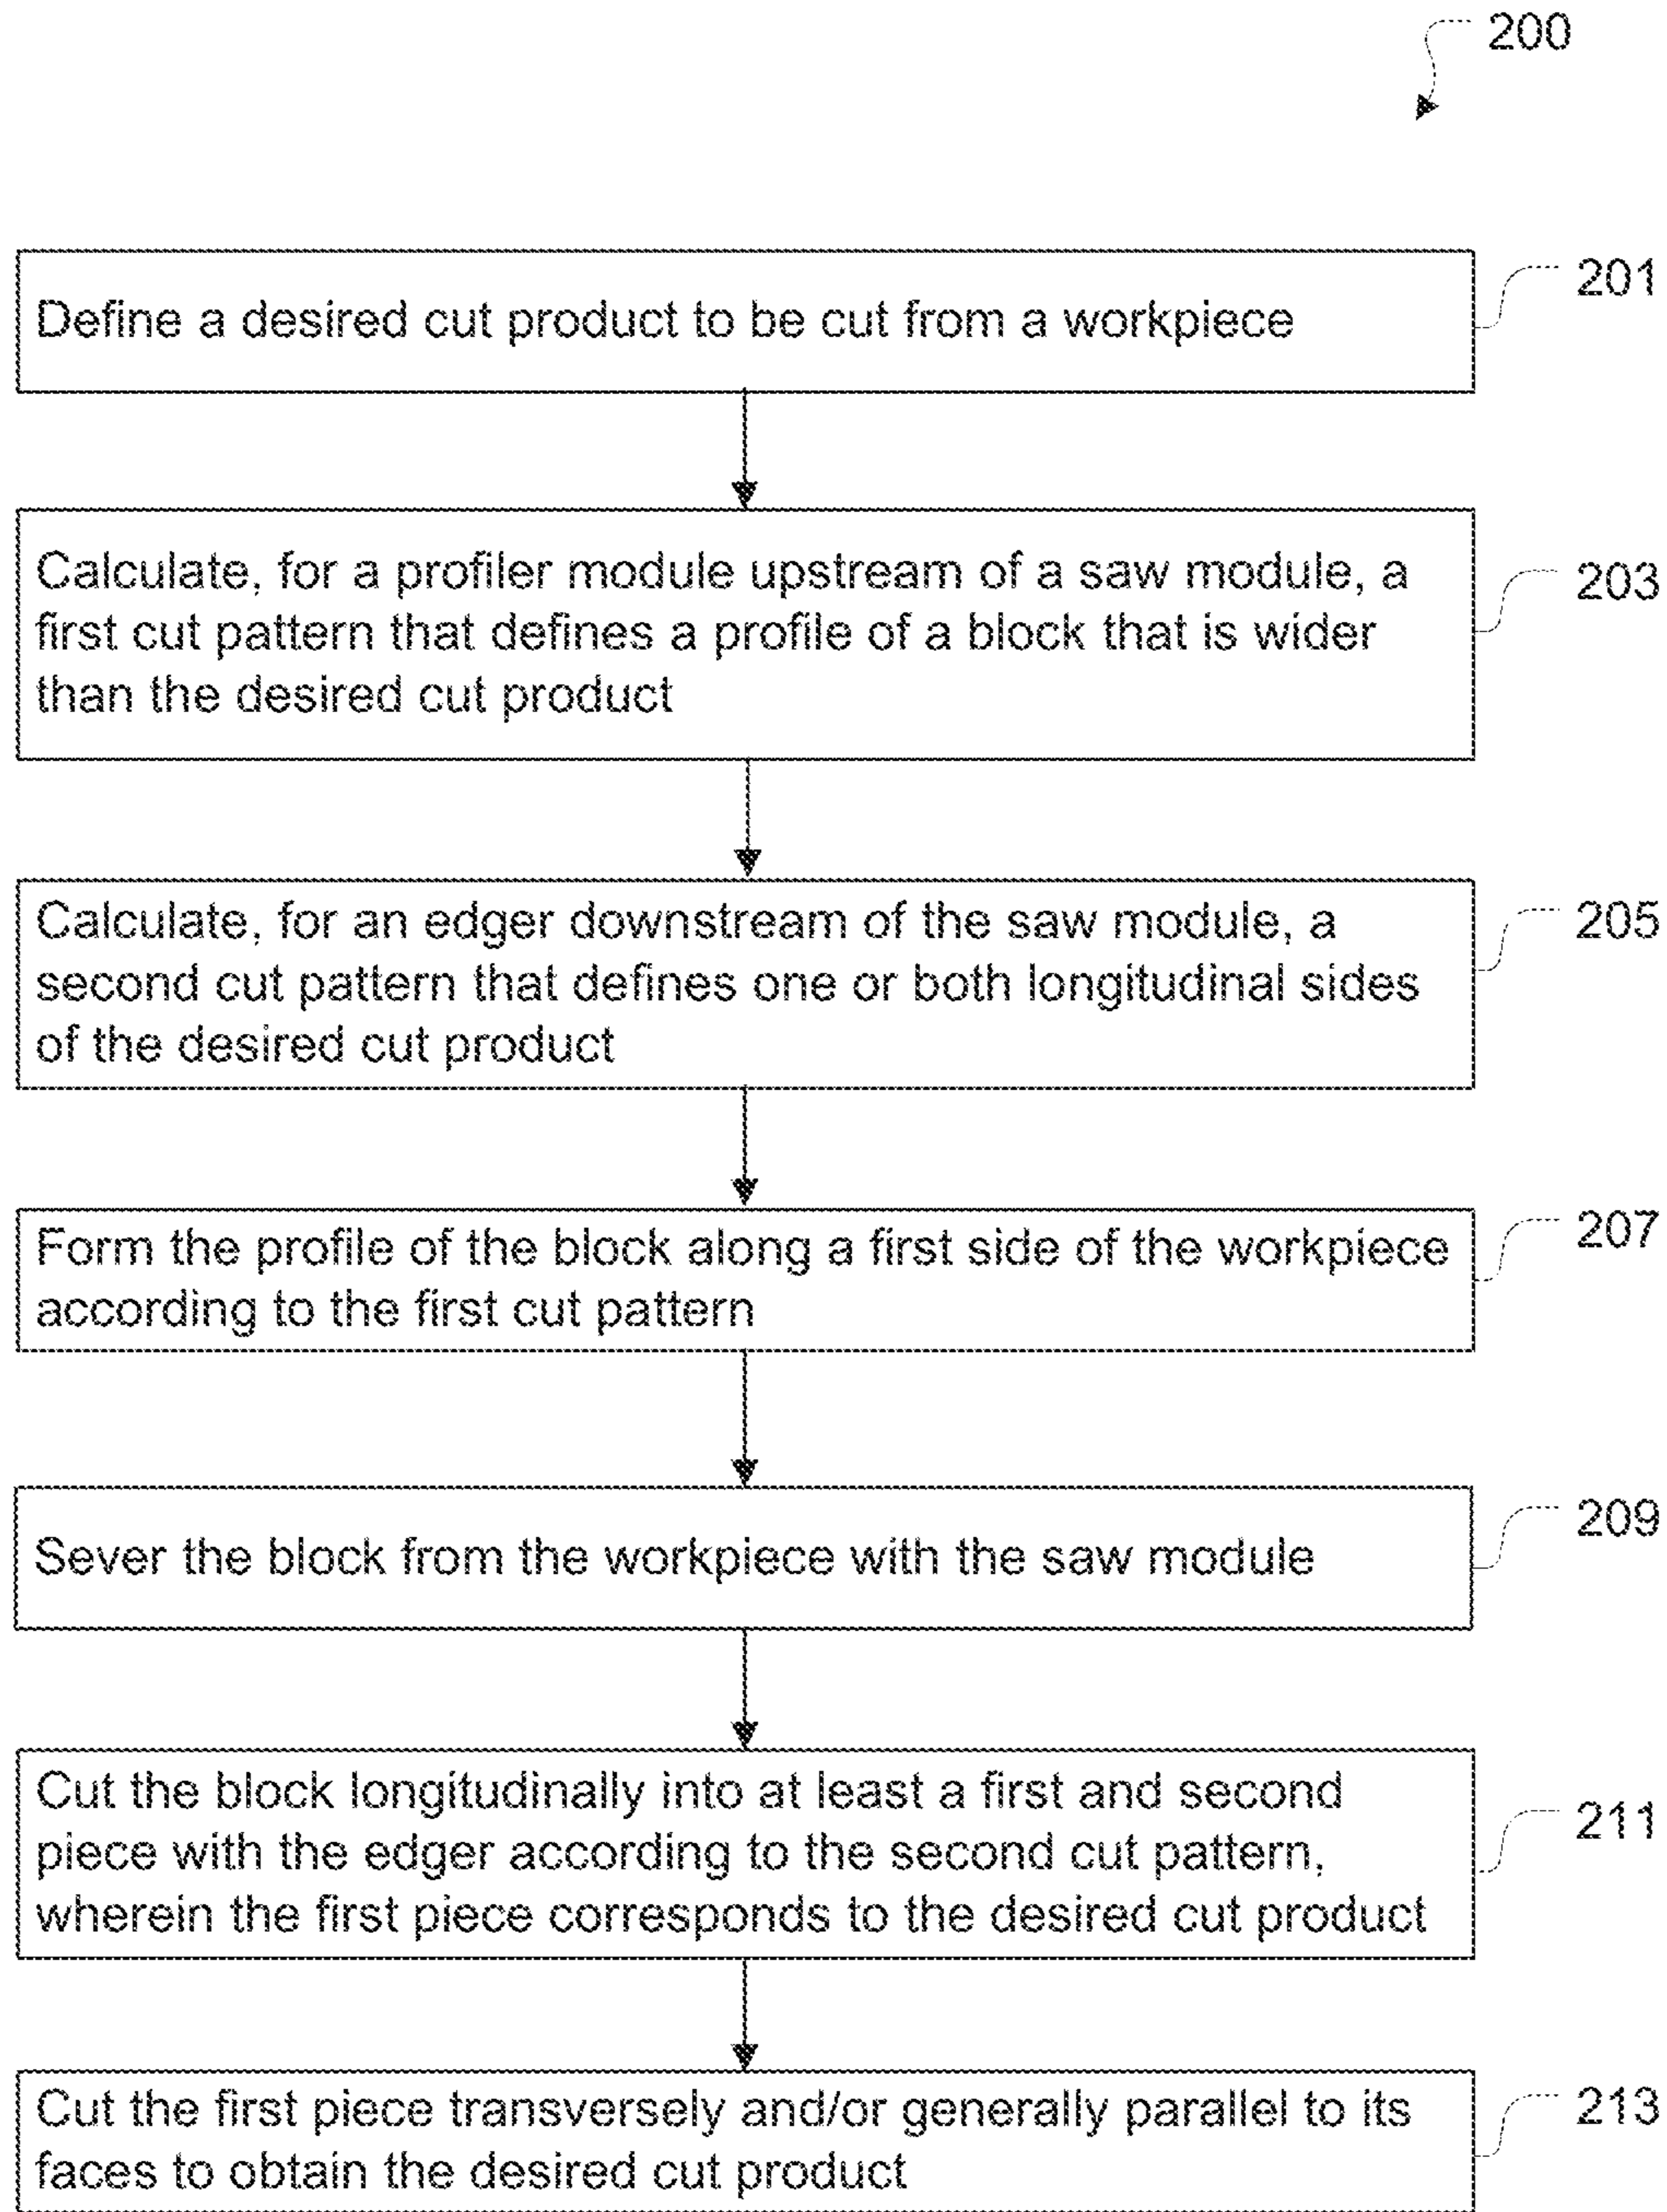 200
Define a desired cut product to be cut from a workpiece
201
Calculate, for a profiler module upstream of a saw module, a
first cut pattern that defines a profile of a block that is wider
than the desired cut product
203
Calculate, for an edger downstream of the saw module, a
second cut pattern that defines one or both longitudinal sides
of the desired cut product
205
Form the profile of the block along a first side of the workpiece
according to the first cut pattern
207
Sever the block from the workpiece with the saw module
209
Cut the block longitudinally into at least a first and second
piece with the edger according to the second cut pattern,
wherein the first piece corresponds to the desired cut product
211
Cut the first piece transversely and/or generally parallel to its
faces to obtain the desired cut product
213